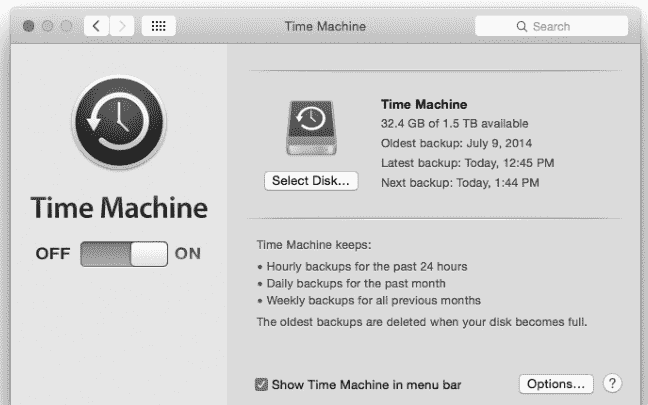 Time Machine
Search
Time Machine
OFF
ON
Time Machine
32.4 GB of 1.5 TB available
Oldest backup: July 9, 2014
Latest backup: Today, 12:45 PM
Next backup: Today, 1:44 PM
Select Disk...
Time Machine keeps:
• Hourly backups for the past 24 hours
• Daily backups for the past month
• Weekly backups for all previous months
The oldest backups are deleted when your disk becomes full.
Show Time Machine in menu bar
Options...
?